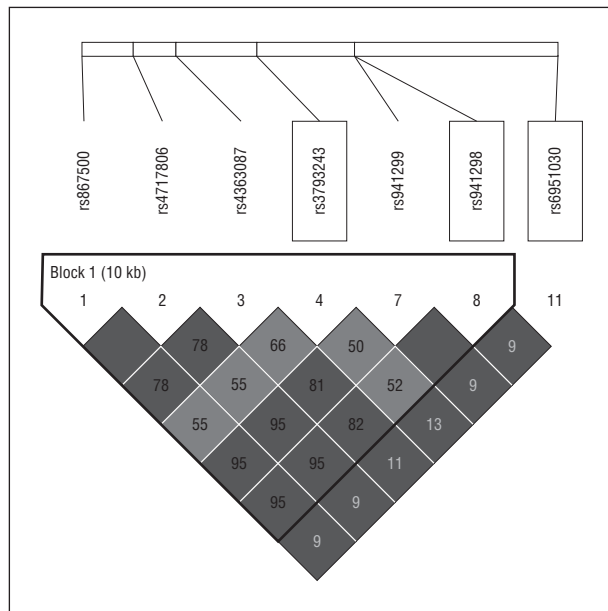 rs867500
rs4717806
rs4363087
rs3793243
rs941299
rs941298
rs6951030
Block 1 (10 kb)
1 2 3 4 7 8 11
78 66 50 9
78 55 81 52 9
55 95 82 13
95 95 11
95 9
9